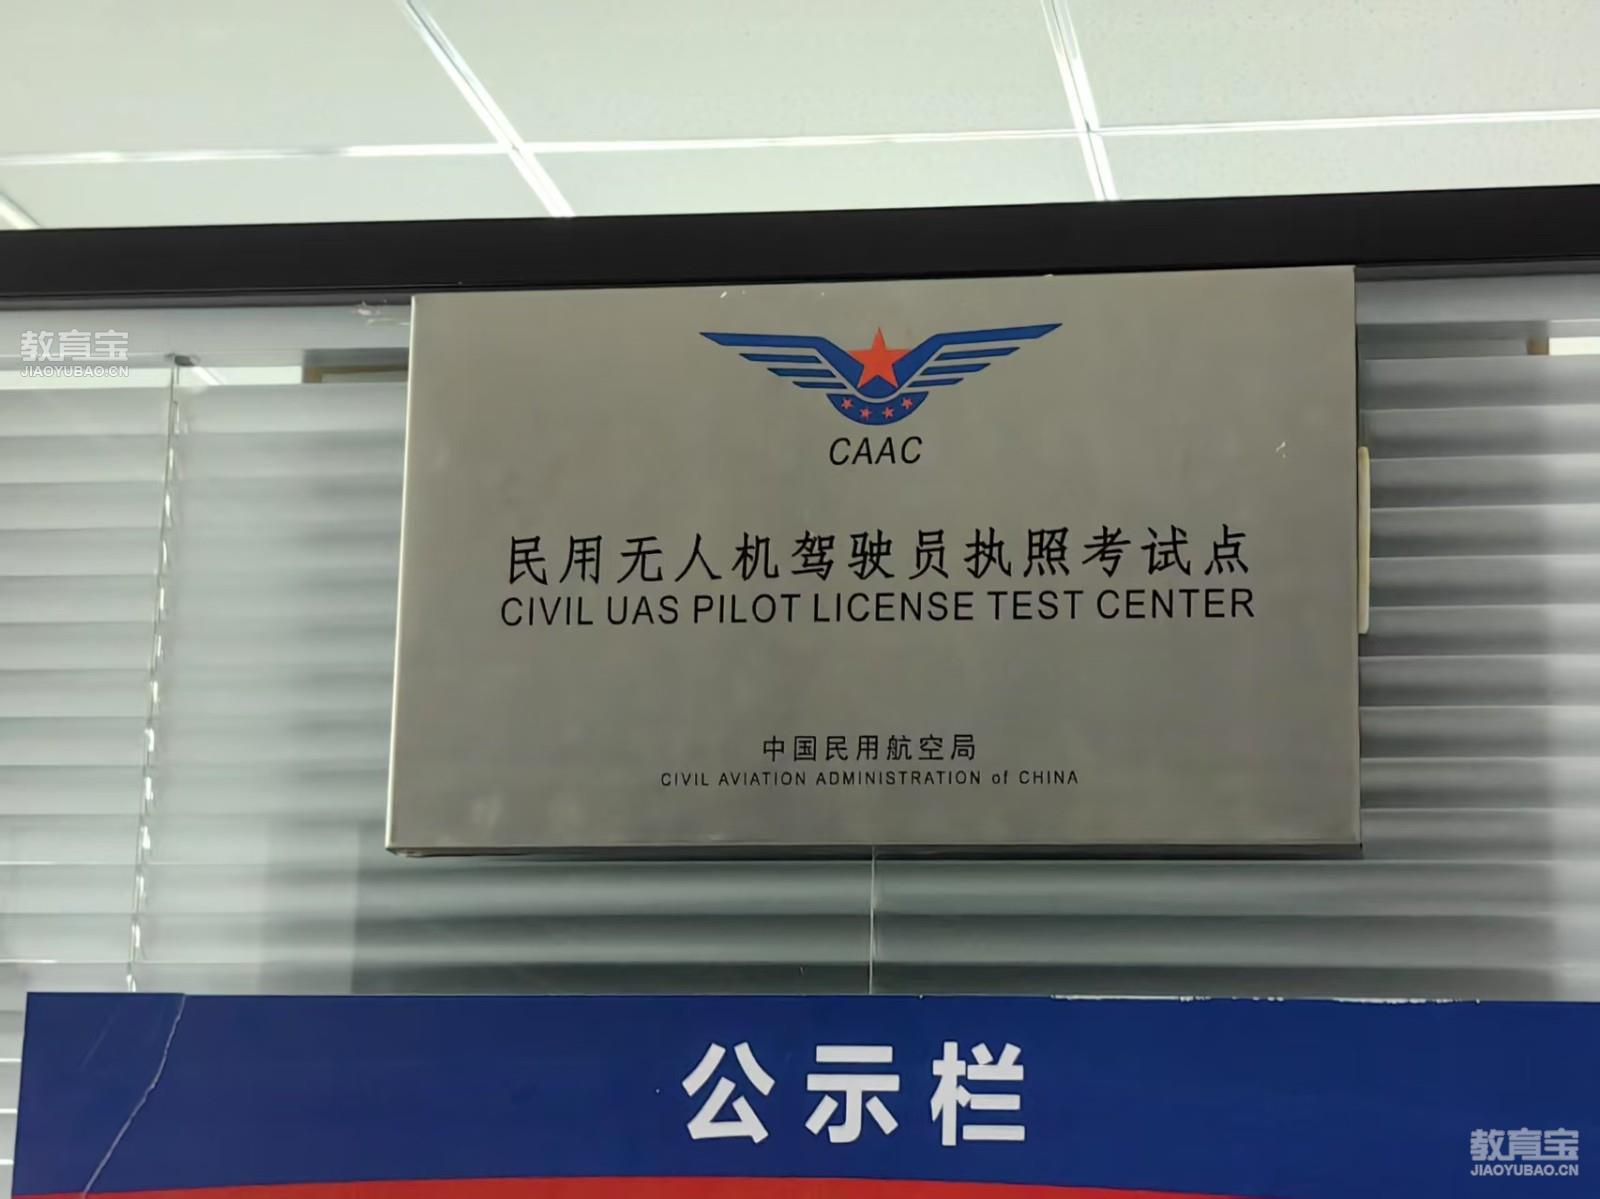 教育宝
JIAOYUBAO.CN
CAAC
民用无人机驾驶员执照考试点
CIVIL UAS PILOT LICENSE TEST CENTER
中国民用航空局
CIVIL AVIATION ADMINISTRATION of CHINA
公示栏
教育宝
JIAOYUBAO.CN